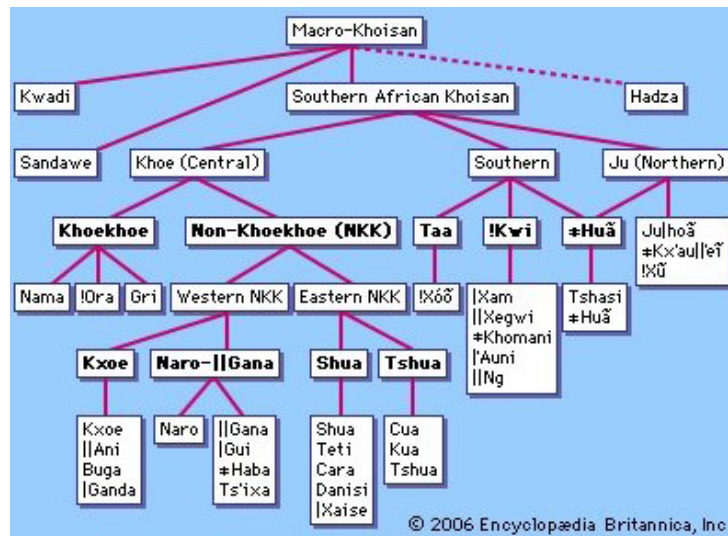 Macro-Khoisan
Kwadi
Southern African Khoisan
Hadza
Sandawe
Khoe (Central)
Southern
Ju (Northern)
Khoekhoe
Non-Khoekhoe (NKK)
Taa
!Kwi
ǂHuã
Ju|hoã
ǂKx'au||'eĩ
!Xũ
Nama
!Ora
Gri
Western NKK
Eastern NKK
!Xóõ
|Xam
||Xegwi
ǂKhomani
|'Auni
||Ng
Tshasi
ǂHuã
Kxoe
Naro-||Gana
Shua
Tshua
Kxoe
||Ani
Buga
|Ganda
Naro
||Gana
|Gui
ǂHaba
Ts'ixa
Shua
Teti
Cara
Danisi
|Xaise
Cua
Kua
Tshua
© 2006 Encyclopædia Britannica, Inc